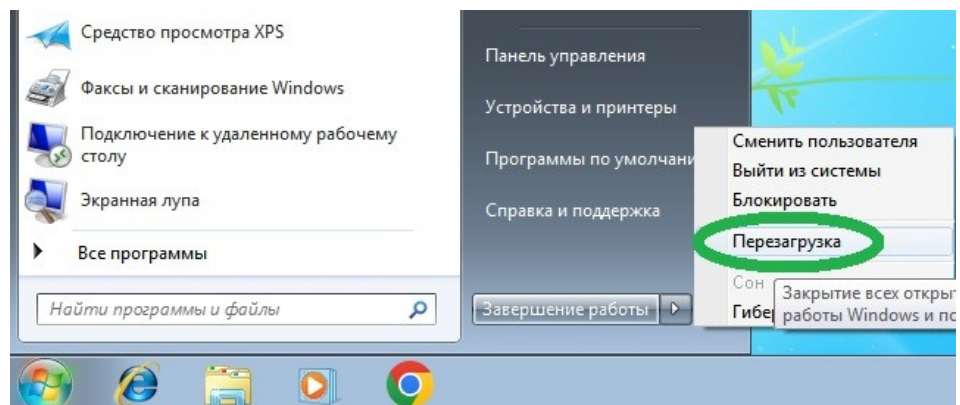 Средство просмотра XPS
Факсы и сканирование Windows
Подключение к удаленному рабочему
столу
Экранная лупа
Все программы
Найти программы и файлы
Панель управления
Устройства и принтеры
Программы по умолчани
Справка и поддержка
Завершение работы
Сменить пользователя
Выйти из системы
Блокировать
Перезагрузка
Сон
Гибер
Закрытие всех открыт
работы Windows и по